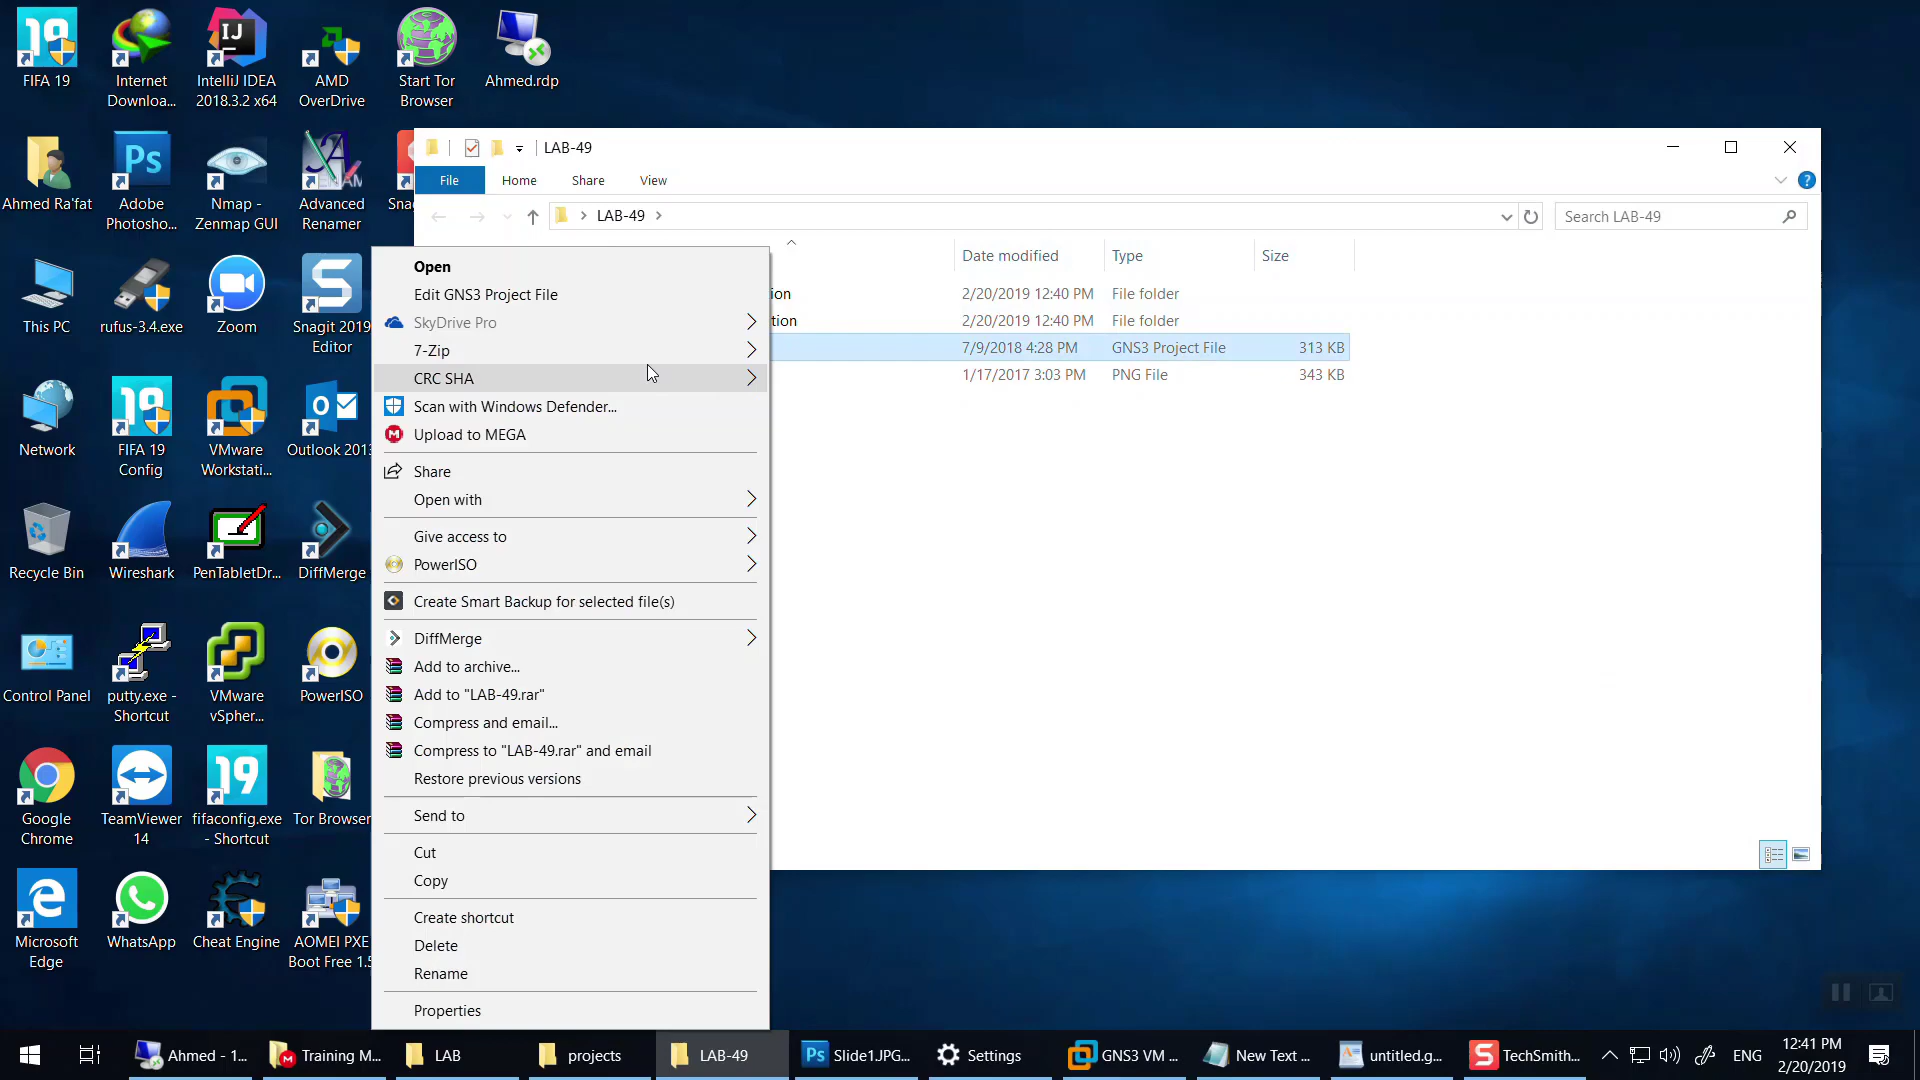 FIFA 19
Internet
Downloa...
IntelliJ IDEA
2018.3.2 x64
AMD
OverDrive
Start Tor
Browser
Ahmed.rdp
Ahmed Ra'fat
Adobe
Photosho...
Nmap -
Zenmap GUI
Advanced
Renamer
Snag
This PC
rufus-3.4.exe
Zoom
Snagit 2019
Editor
Network
FIFA 19
Config
VMware
Workstati...
Outlook 2013
Recycle Bin
Wireshark
PenTabletDr...
DiffMerge
Control Panel
putty.exe -
Shortcut
VMware
vSpher...
PowerISO
Google
Chrome
TeamViewer
14
fifaconfig.exe
- Shortcut
Tor Browser
Microsoft
Edge
WhatsApp
Cheat Engine
AOMEI PXE
Boot Free 1.5
LAB-49
File
Home
Share
View
LAB-49
Search LAB-49
Date modified
Type
Size
ion
2/20/2019 12:40 PM
File folder
tion
2/20/2019 12:40 PM
File folder
7/9/2018 4:28 PM
GNS3 Project File
313 KB
1/17/2017 3:03 PM
PNG File
343 KB
Open
Edit GNS3 Project File
SkyDrive Pro
7-Zip
CRC SHA
Scan with Windows Defender...
Upload to MEGA
Share
Open with
Give access to
PowerISO
Create Smart Backup for selected file(s)
DiffMerge
Add to archive...
Add to "LAB-49.rar"
Compress and email...
Compress to "LAB-49.rar" and email
Restore previous versions
Send to
Cut
Copy
Create shortcut
Delete
Rename
Properties
Ahmed - 1...
Training M...
LAB
projects
LAB-49
Slide1.JPG...
Settings
GNS3 VM ...
New Text ...
untitled.g...
TechSmith...
ENG
12:41 PM
2/20/2019